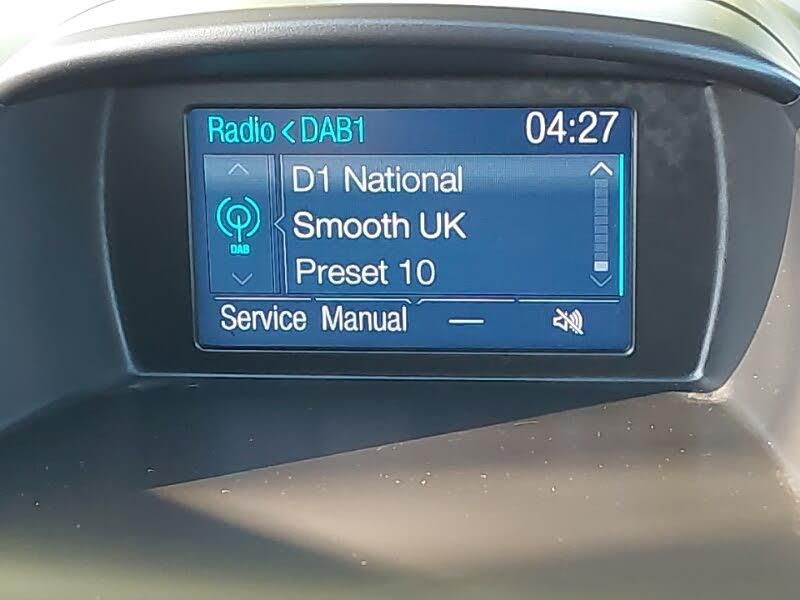 Radio < DAB1 04:27
D1 National
DAB
Smooth UK
Preset 10
Service Manual —